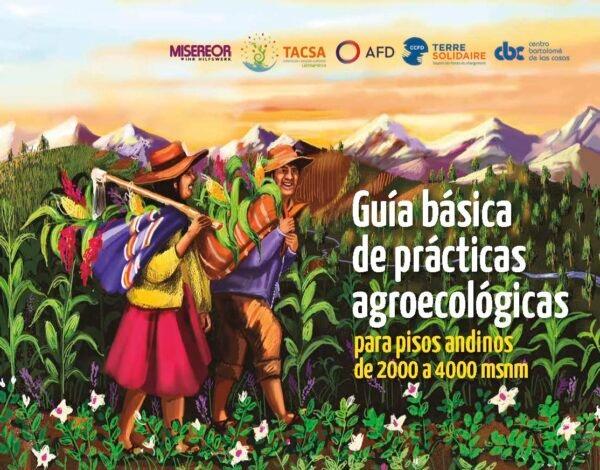 MISEREOR
IHR HILFSWERK
TACSA
AFD
CCFD
TERRE
SOLIDAIRE
cbc
centro
bartolomé
de las casas
Guía básica
de prácticas
agroecológicas
para pisos andinos
de 2000 a 4000 msnm